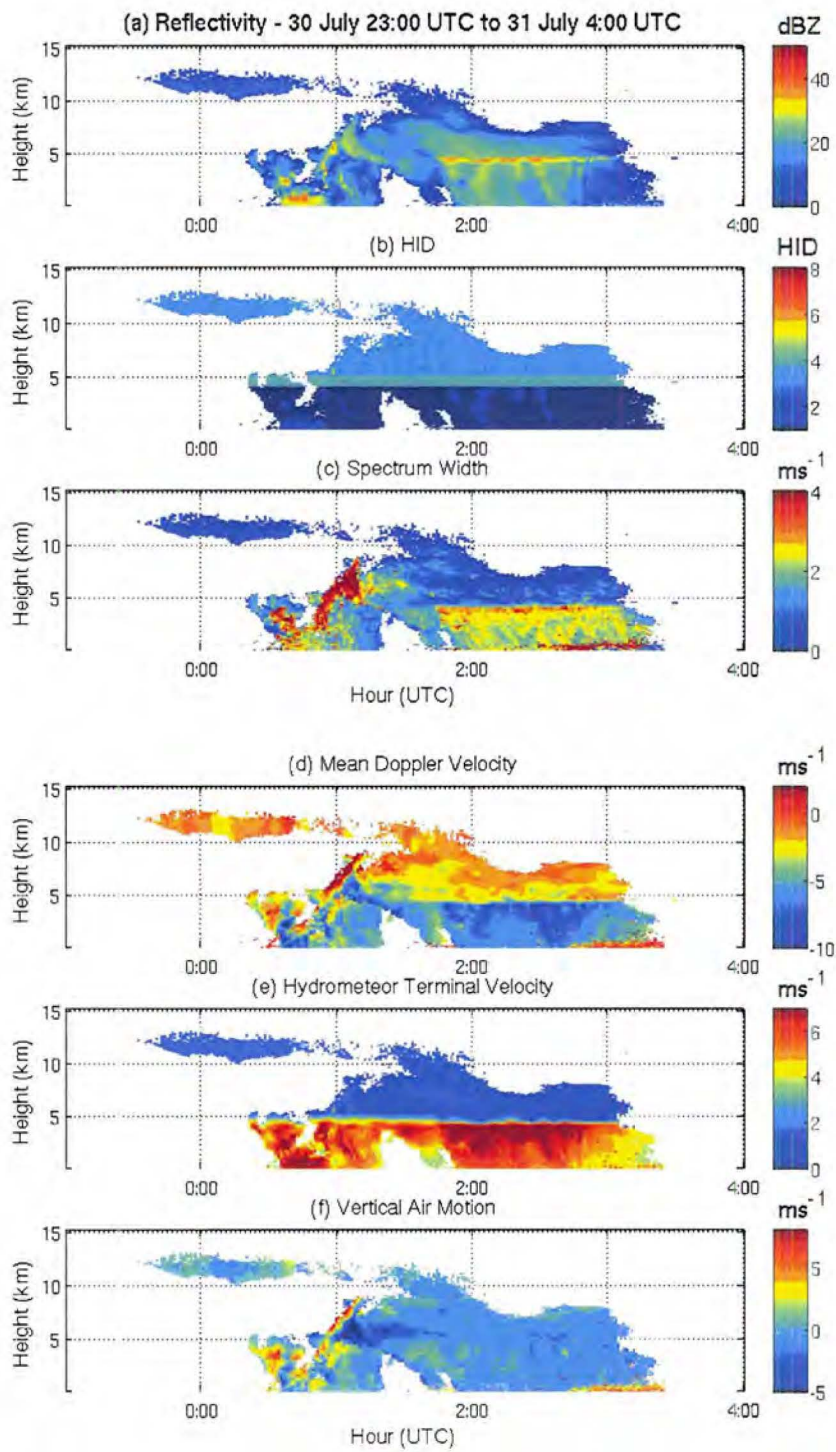 (a) Reflectivity - 30 July 23:00 UTC to 31 July 4:00 UTC
dBZ
Height (km)
15
10
5
40
20
0
0:00 2:00 4:00
(b) HID
HID
Height (km)
15
10
5
8
6
4
2
0:00 2:00 4:00
(c) Spectrum Width
ms-1
Height (km)
15
10
5
4
3
2
1
0
0:00 2:00 4:00
Hour (UTC)
(d) Mean Doppler Velocity
ms-1
Height (km)
15
10
5
0
-5
-10
0:00 2:00 4:00
(e) Hydrometeor Terminal Velocity
ms-1
Height (km)
15
10
5
6
4
2
0
0:00 2:00 4:00
(f) Vertical Air Motion
ms-1
Height (km)
15
10
5
5
0
-5
0:00 2:00 4:00
Hour (UTC)